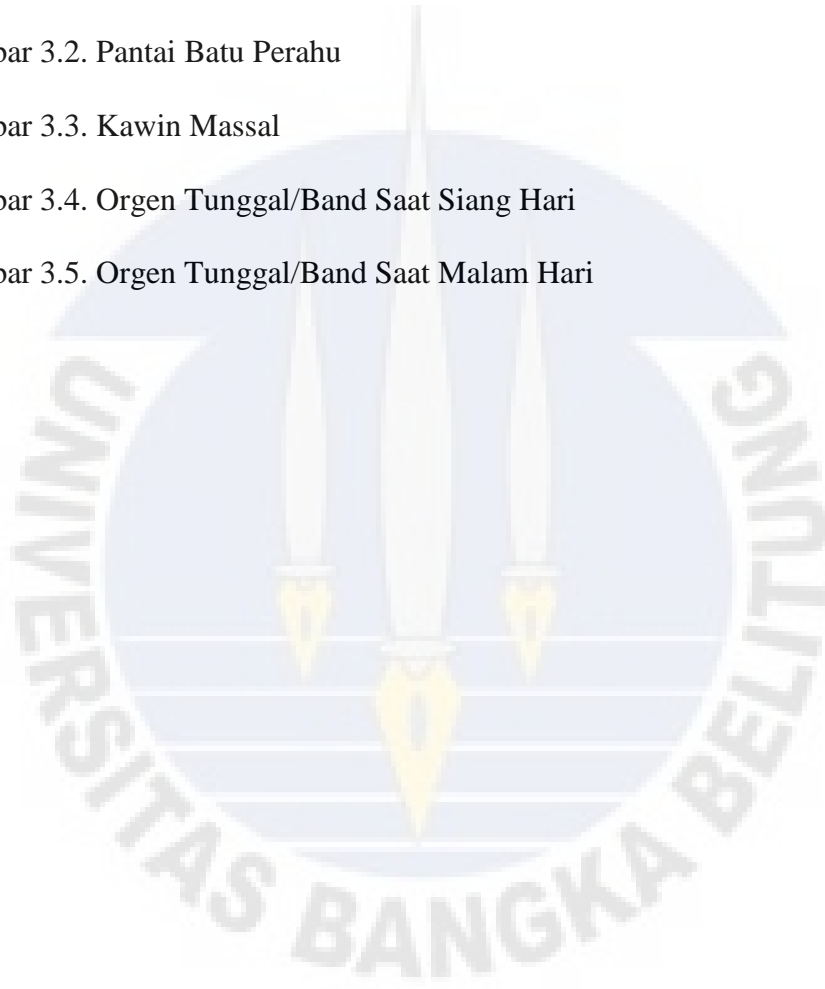 bar 3.2. Pantai Batu Perahu
bar 3.3. Kawin Massal
bar 3.4. Orgen Tunggal/Band Saat Siang Hari
bar 3.5. Orgen Tunggal/Band Saat Malam Hari
UNIVERSITAS BANGKA BELITUNG